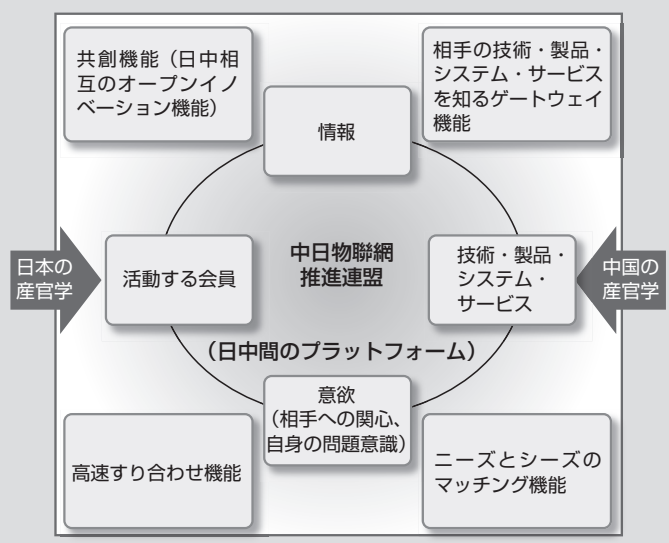 共創機能（日中相
互のオープンイノ
ベーション機能）
相手の技術・製品・
システム・サービス
を知るゲートウェイ
機能
情報
日本の
産官学
活動する会員
中日物聯網
推進連盟
技術・製品・
システム・
サービス
中国の
産官学
（日中間のプラットフォーム）
意欲
（相手への関心、
自身の問題意識）
高速すり合わせ機能
ニーズとシーズの
マッチング機能